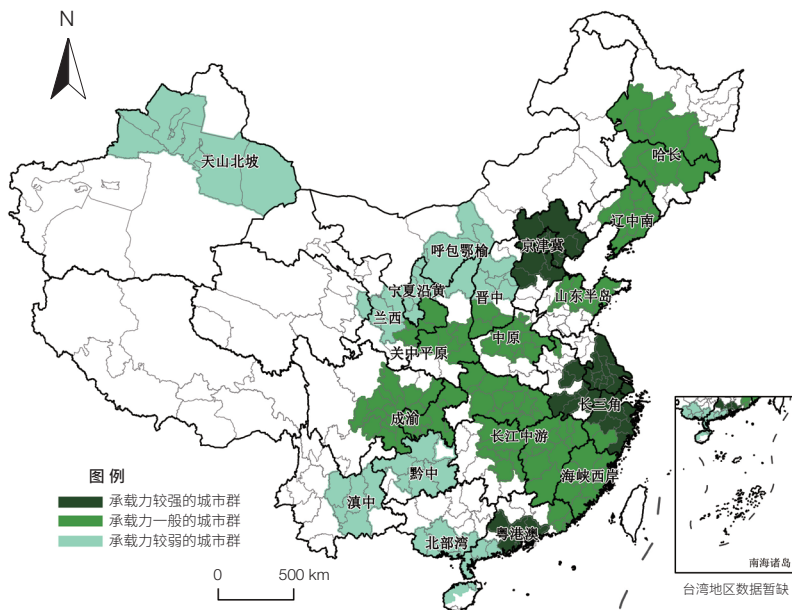 N
天山北坡
哈长
辽中南
京津冀
呼包鄂榆
宁夏沿黄
晋中
山东半岛
兰西
中原
关中平原
长三角
成渝
长江中游
黔中
海峡西岸
滇中
北部湾
粤港澳
图例
承载力较强的城市群
承载力一般的城市群
承载力较弱的城市群
0 500 km
南海诸岛
台湾地区数据暂缺